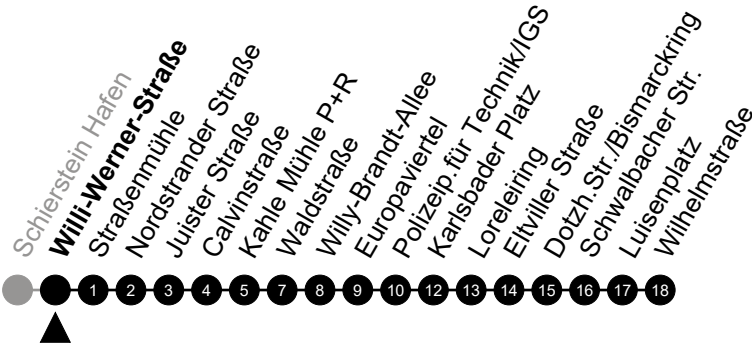 Schierstein Hafen
Willi-Werner-Straße
Straßenmühle
Nordstrander Straße
Juister Straße
Calvinstraße
Kahle Mühle P+R
Waldstraße
Willy-Brandt-Allee
Europaviertel
Polizeip.für Technik/IGS
Karlsbader Platz
Loreleiring
Eltviller Straße
Dotzh.Str./Bismarckring
Schwalbacher Str.
Luisenplatz
Wilhelmstraße
1 2 3 4 5 7 8 9 10 12 13 14 15 16 17 18